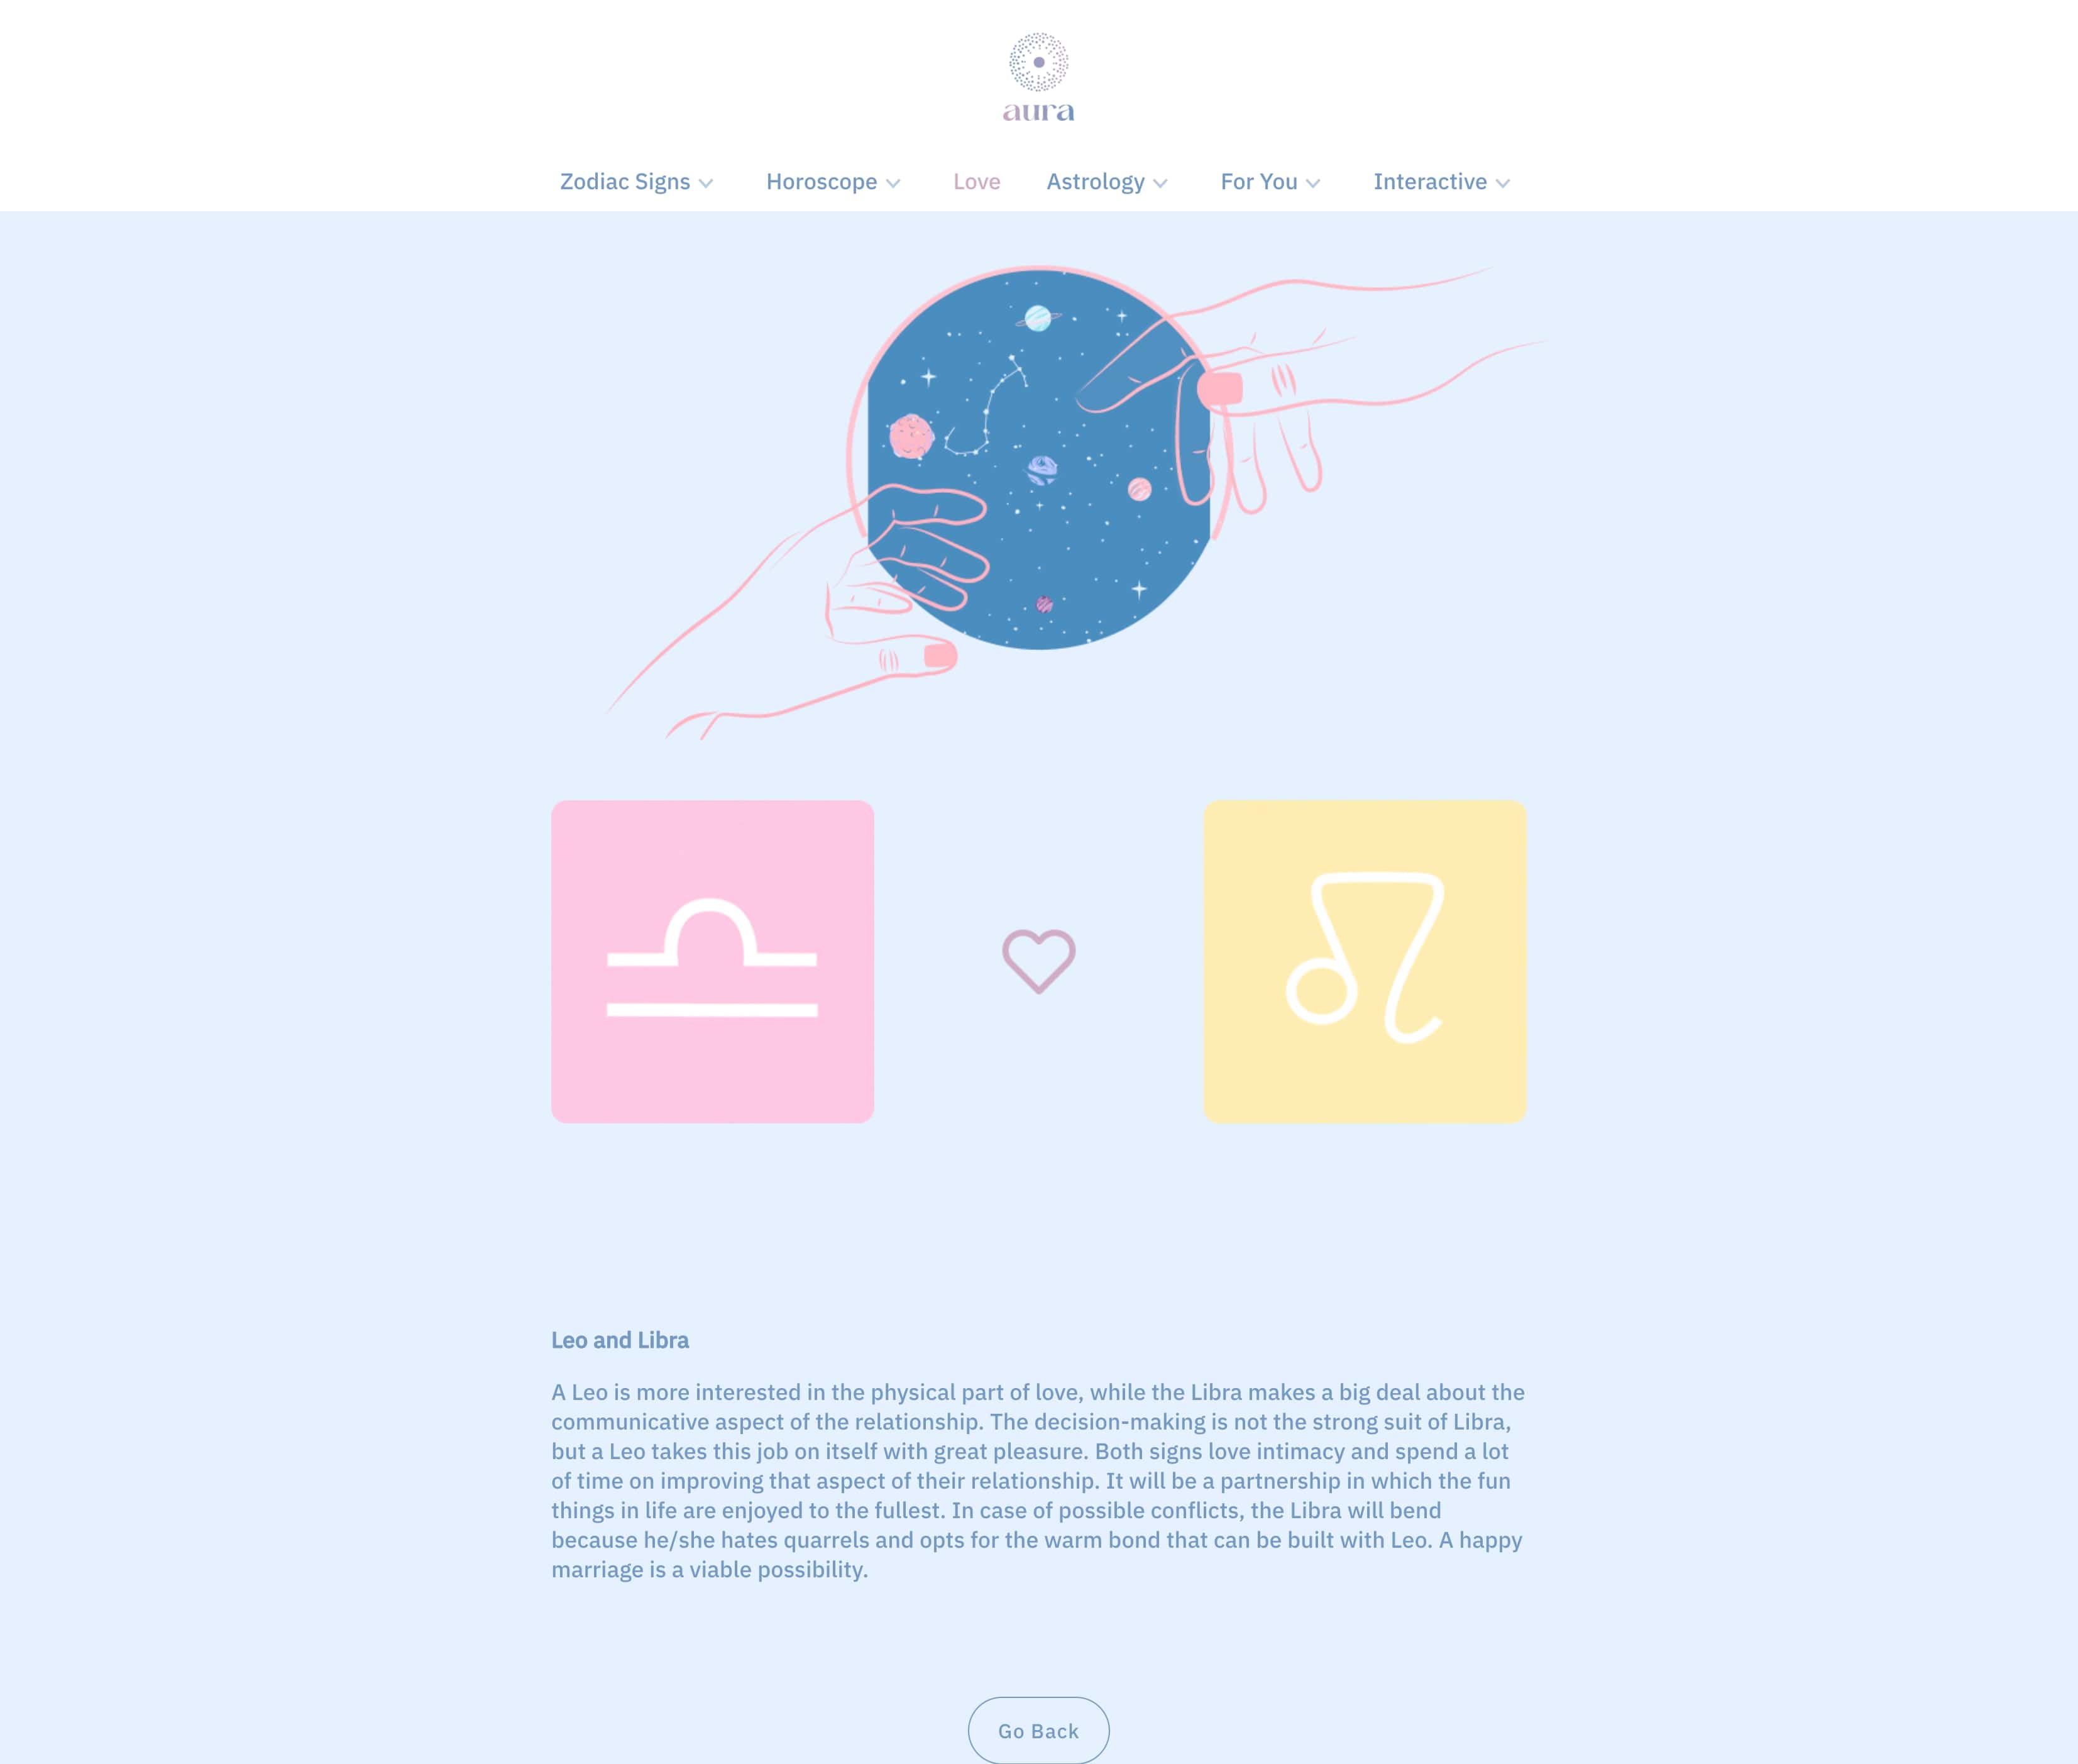 aura
Zodiac Signs Horoscope Love Astrology For You Interactive
Leo and Libra
A Leo is more interested in the physical part of love, while the Libra makes a big deal about the
communicative aspect of the relationship. The decision-making is not the strong suit of Libra,
but a Leo takes this job on itself with great pleasure. Both signs love intimacy and spend a lot
of time on improving that aspect of their relationship. It will be a partnership in which the fun
things in life are enjoyed to the fullest. In case of possible conflicts, the Libra will bend
because he/she hates quarrels and opts for the warm bond that can be built with Leo. A happy
marriage is a viable possibility.
Go Back